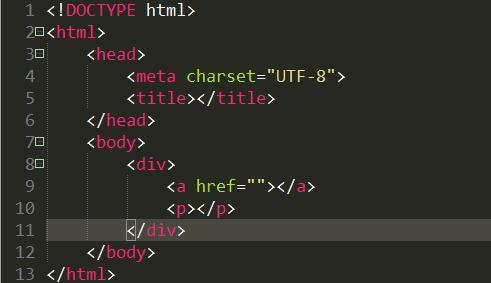 1 <!DOCTYPE html>
2 <html>
3     <head>
4         <meta charset="UTF-8">
5         <title></title>
6     </head>
7     <body>
8         <div>
9             <a href=""></a>
10             <p></p>
11         </div>
12     </body>
13 </html>